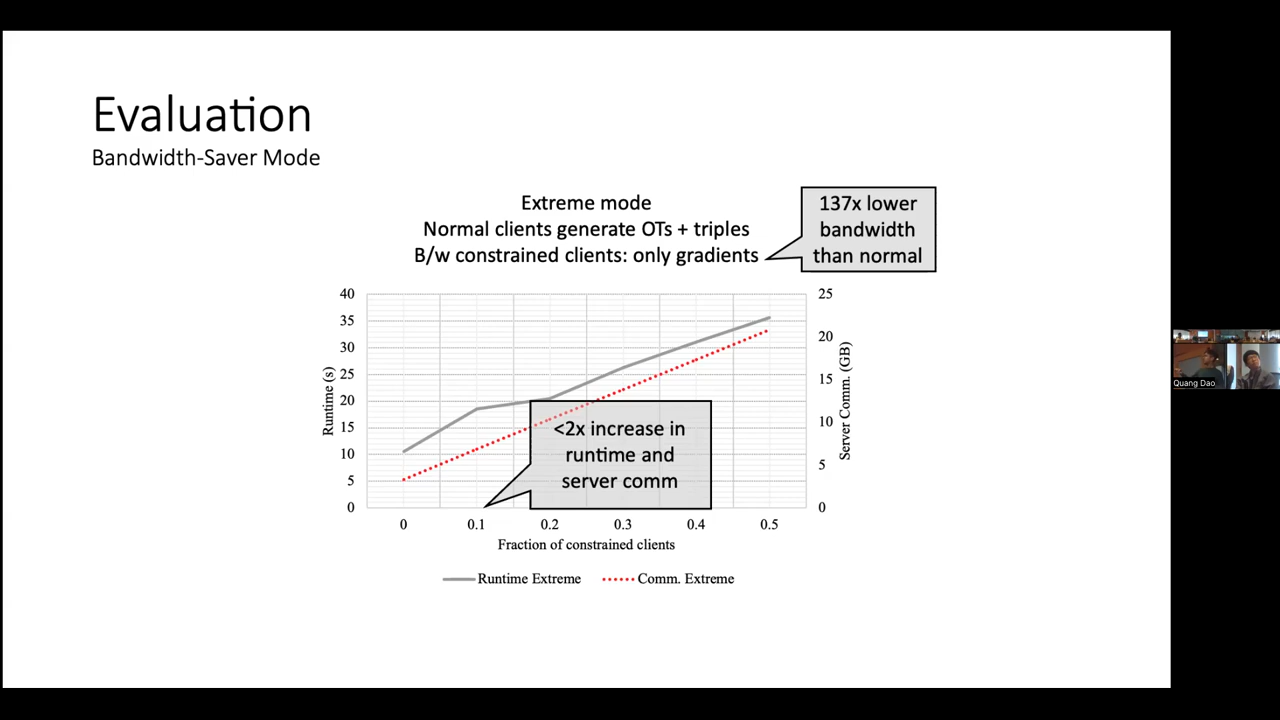 Evaluation
Bandwidth-Saver Mode
Extreme mode
Normal clients generate OTs + triples
B/w constrained clients: only gradients
137x lower
bandwidth
than normal
40
35
30
25
20
15
10
5
0
Runtime (s)
25
20
15
10
5
0
Server Comm. (GB)
<2x increase in
runtime and
server comm
0 0.1 0.2 0.3 0.4 0.5
Fraction of constrained clients
Runtime Extreme Comm. Extreme
Quang Dao